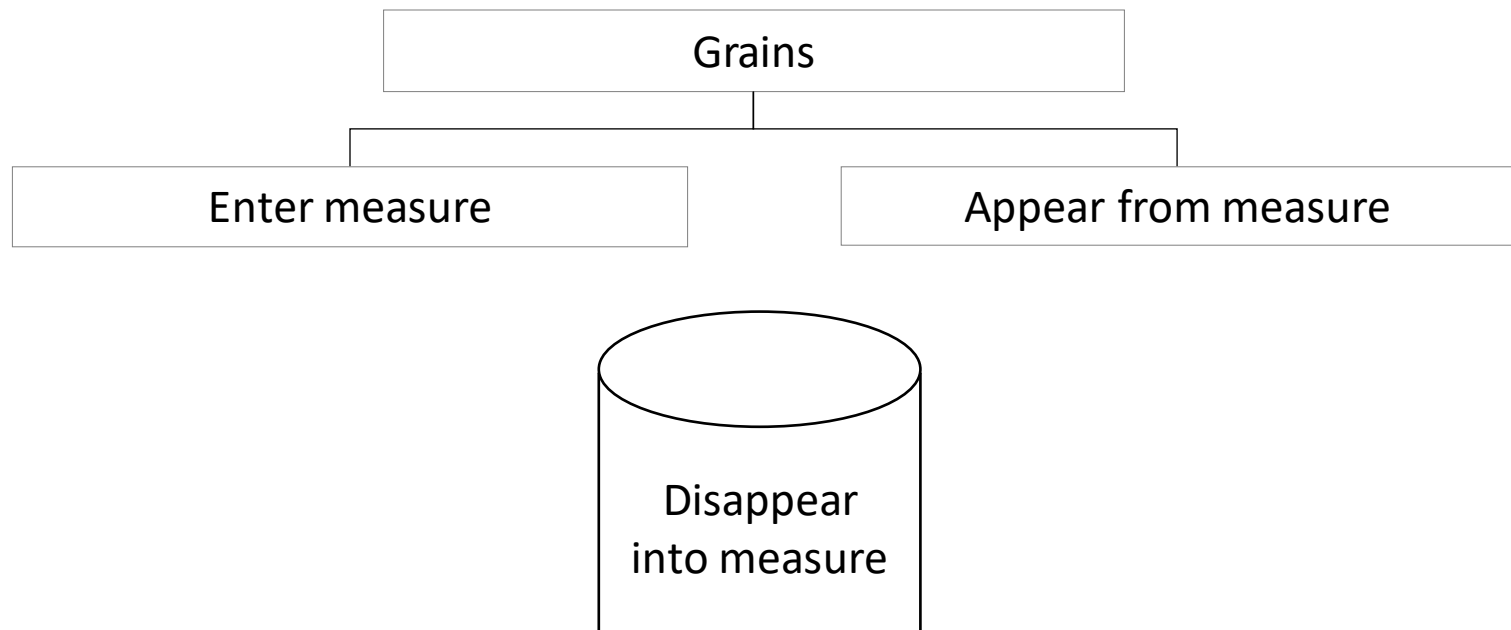 Grains
Enter measure
Appear from measure
Disappear
into measure